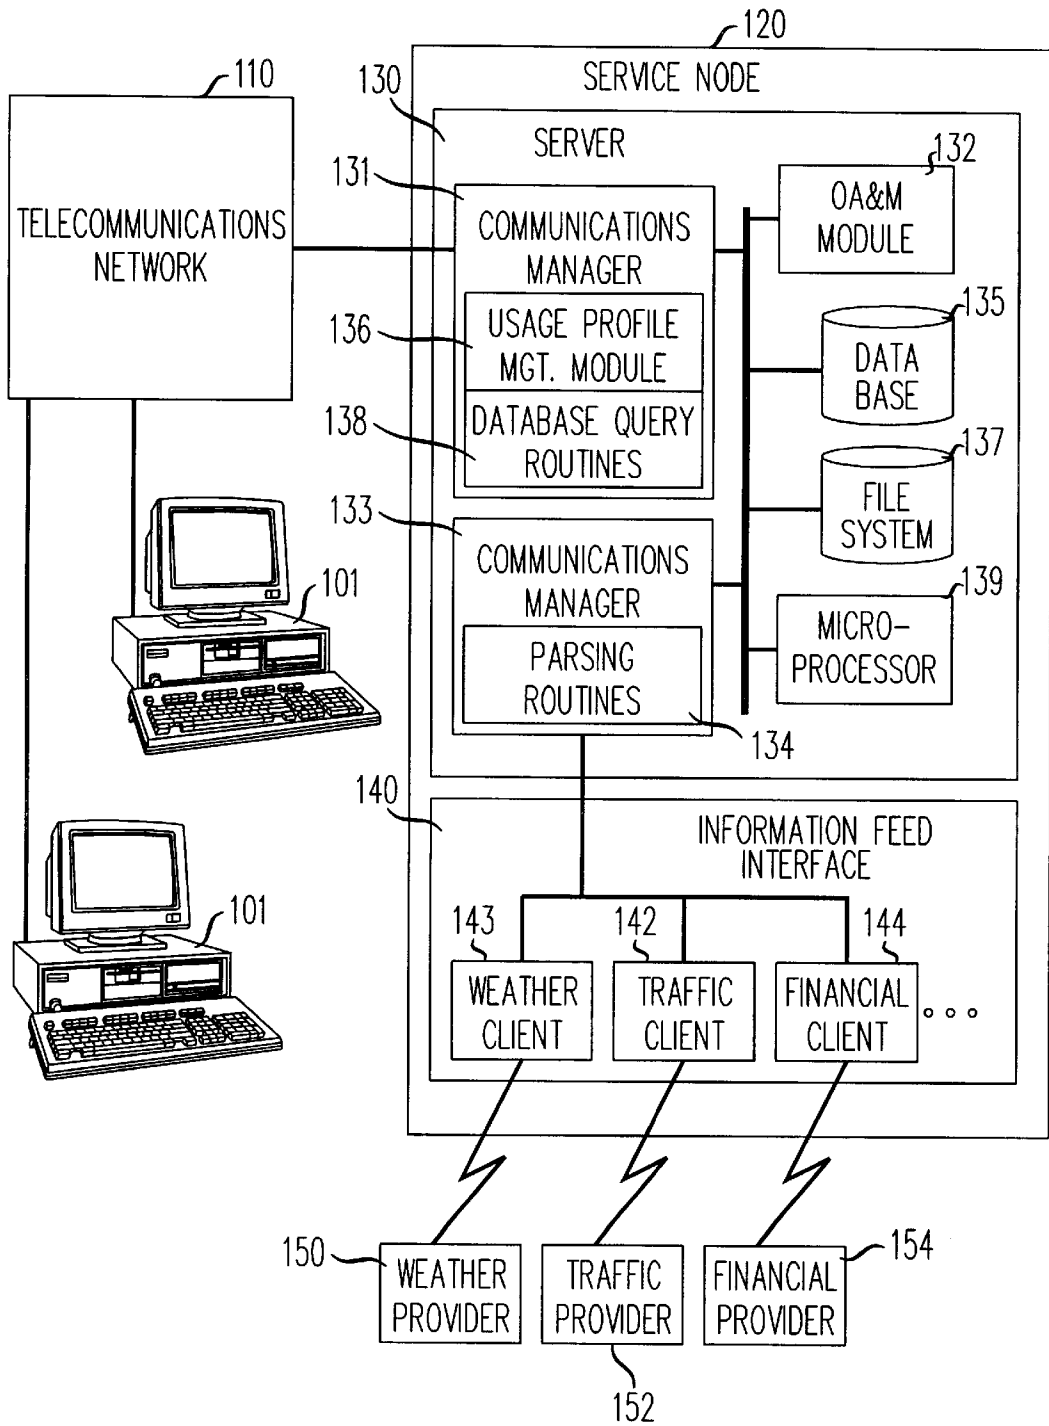 120
110
SERVICE NODE
130
SERVER
132
131
OA&M
MODULE
TELECOMMUNICATIONS
NETWORK
COMMUNICATIONS
MANAGER
135
136
USAGE PROFILE
MGT. MODULE
DATA
BASE
138
DATABASE QUERY
ROUTINES
137
FILE
SYSTEM
133
COMMUNICATIONS
MANAGER
101
139
MICRO-
PROCESSOR
PARSING
ROUTINES
134
140
INFORMATION FEED
INTERFACE
101
143
142
144
WEATHER
CLIENT
TRAFFIC
CLIENT
FINANCIAL
CLIENT
150
154
WEATHER
PROVIDER
TRAFFIC
PROVIDER
FINANCIAL
PROVIDER
152